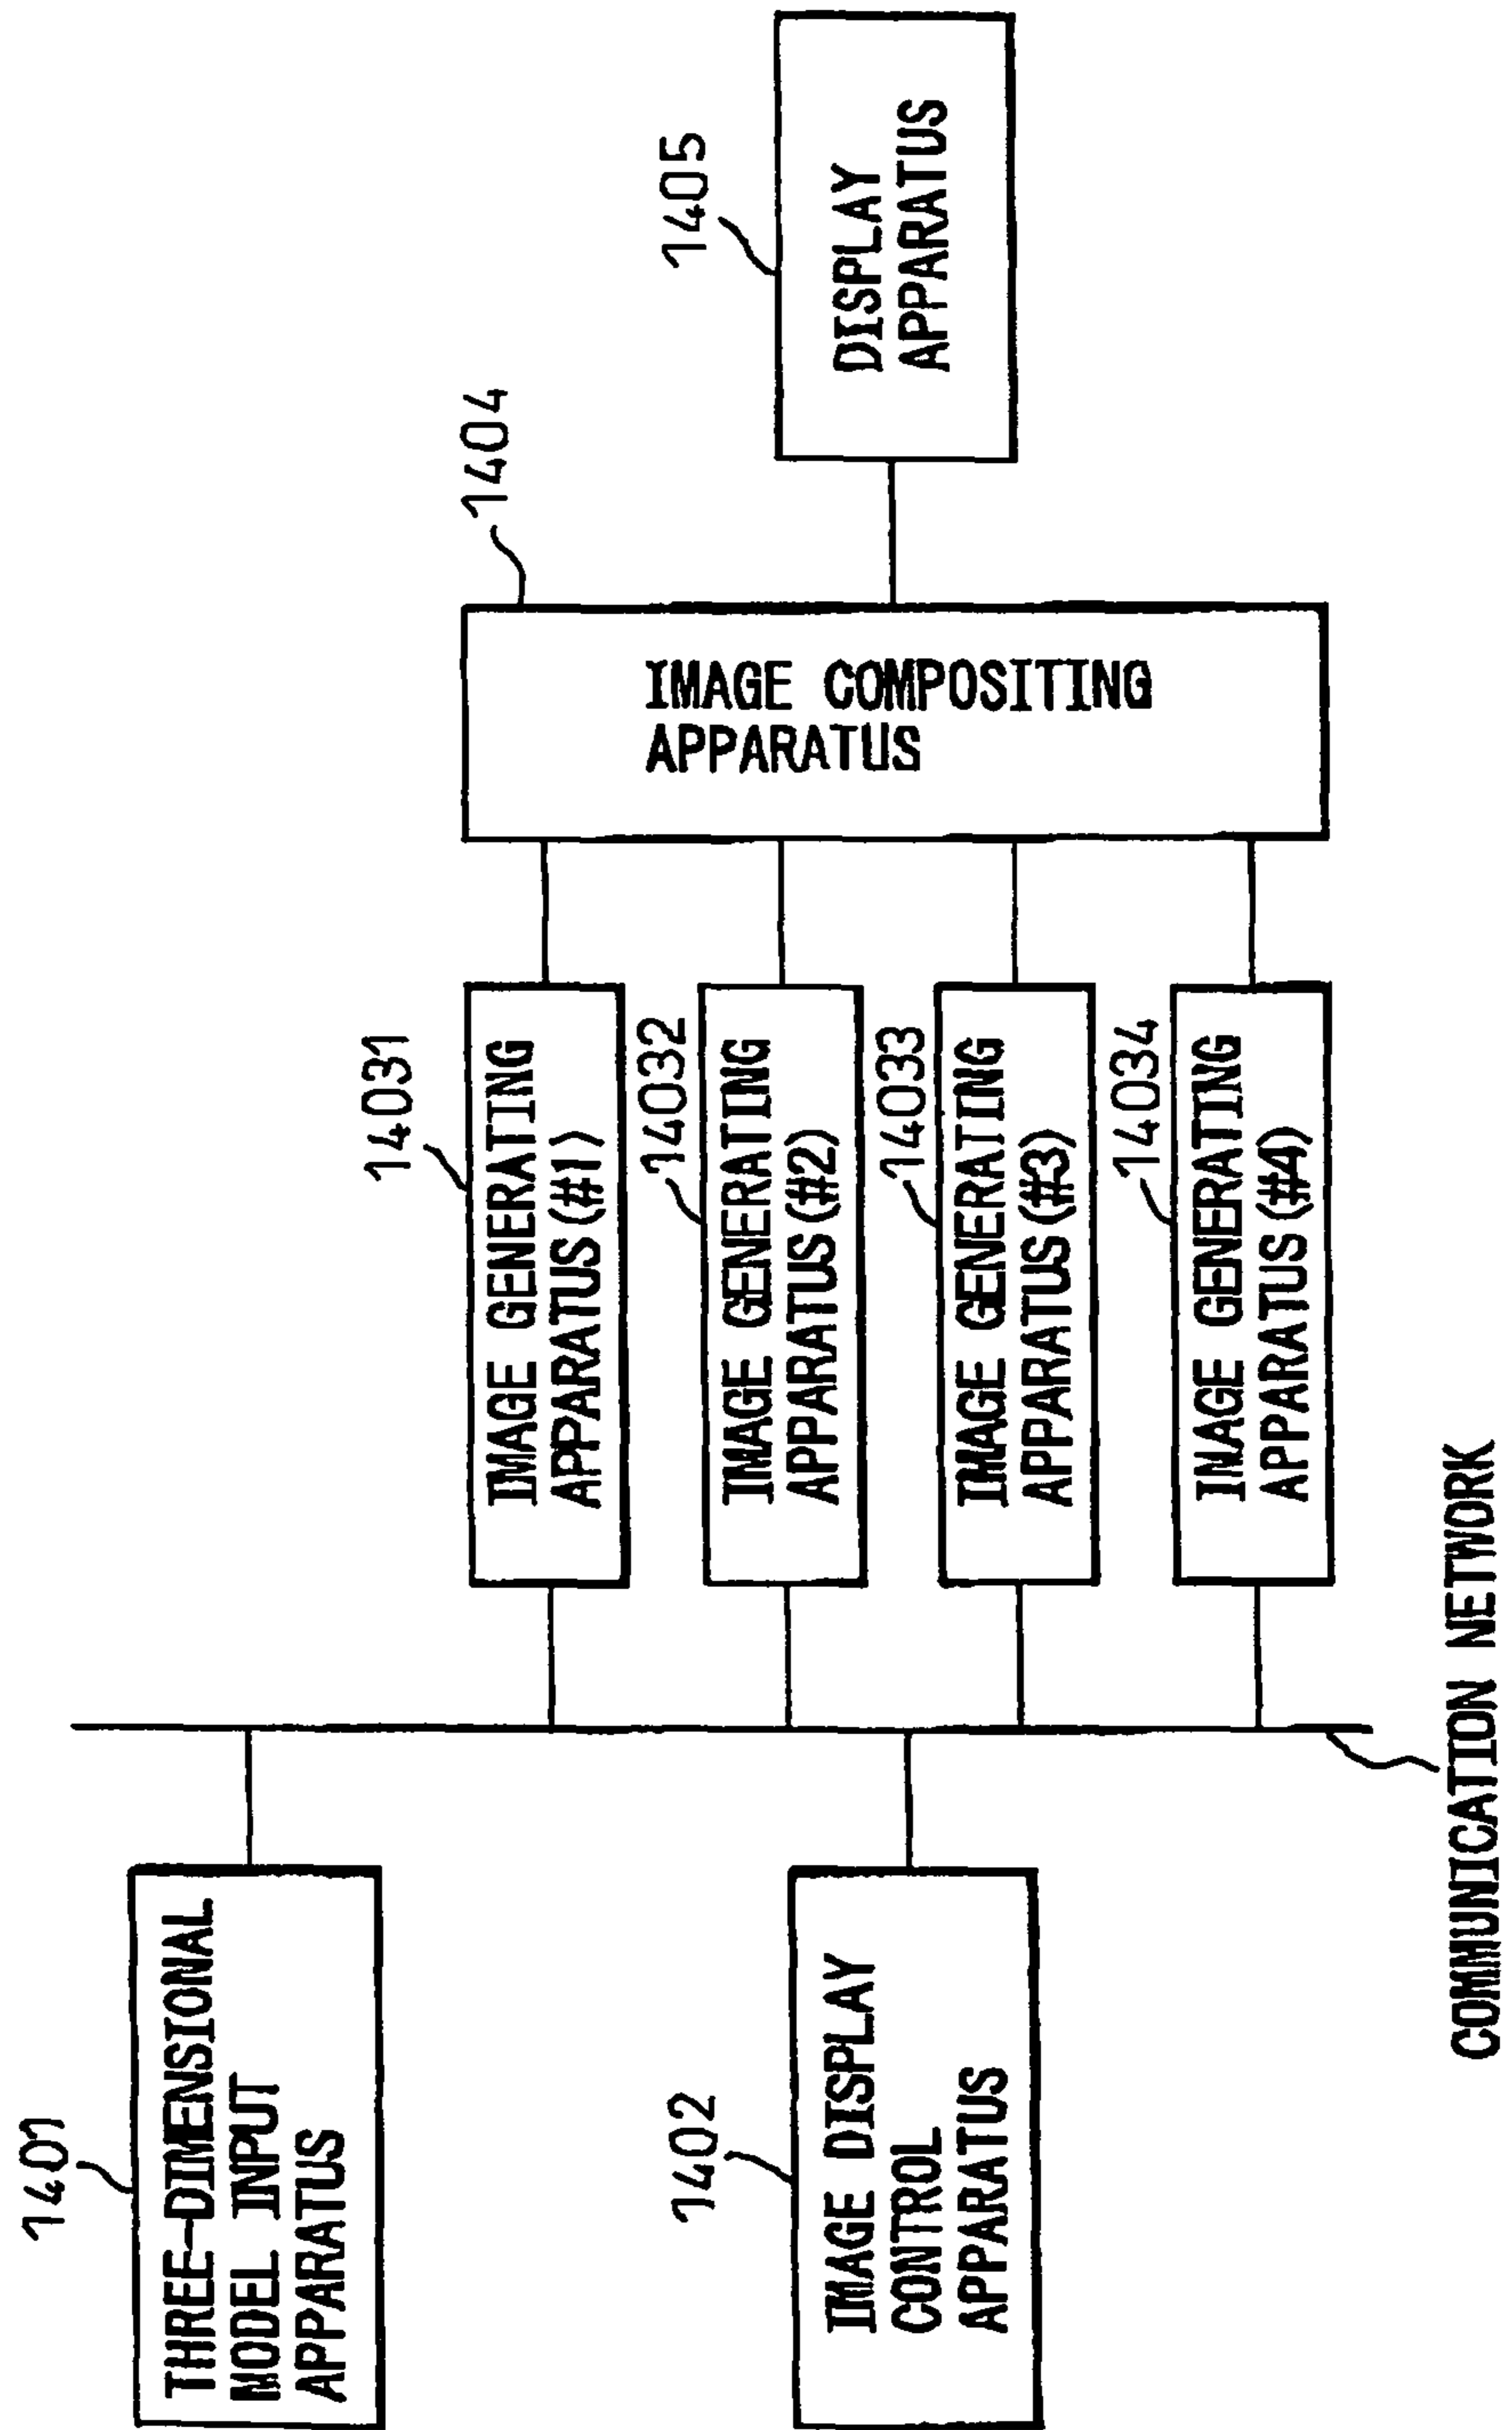 1401
THREE-DIMENSIONAL
MODEL INPUT
APPARATUS
1402
IMAGE DISPLAY
CONTROL
APPARATUS
COMMUNICATION NETWORK
14031
IMAGE GENERATING
APPARATUS(#1)
14032
IMAGE GENERATING
APPARATUS(#2)
14033
IMAGE GENERATING
APPARATUS(#3)
14034
IMAGE GENERATING
APPARATUS(#4)
1404
IMAGE COMPOSITING
APPARATUS
1405
DISPLAY
APPARATUS